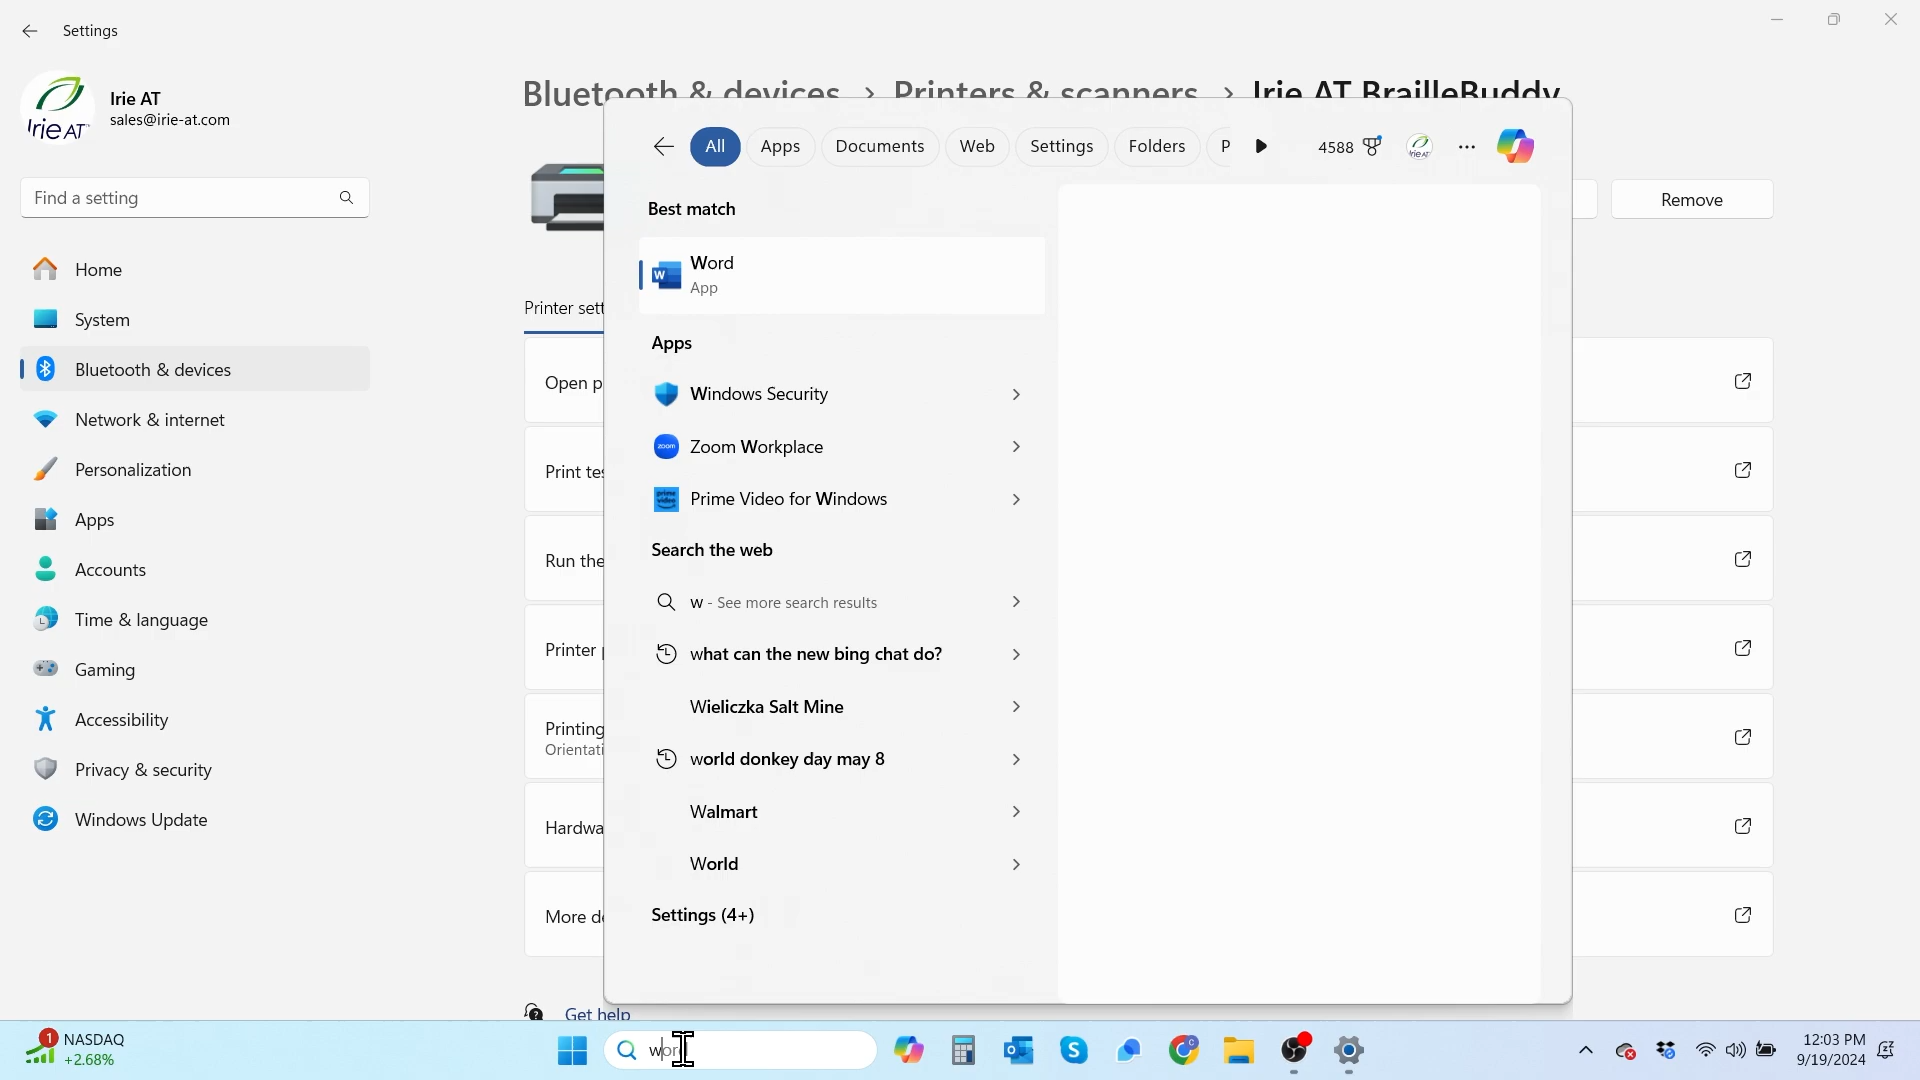 Settings
Irie AT
sales@irie-at.com
Find a setting
Home
System
Bluetooth & devices
Network & internet
Personalization
Apps
Accounts
Time & language
Gaming
Accessibility
Privacy & security
Windows Update
Bluetooth & devices > Printers & scanners > Irie AT BrailleBuddy
Remove
Printer sett
Open p
Print tes
Run the
Printer p
Printing
Orientati
Hardwa
More de
Get help
All Apps Documents Web Settings Folders P 4588
Best match
Word
App
Apps
Windows Security
Zoom Workplace
Prime Video for Windows
Search the web
w - See more search results
what can the new bing chat do?
Wieliczka Salt Mine
world donkey day may 8
Walmart
World
Settings (4+)
1 NASDAQ
+2.68%
word
12:03 PM
9/19/2024